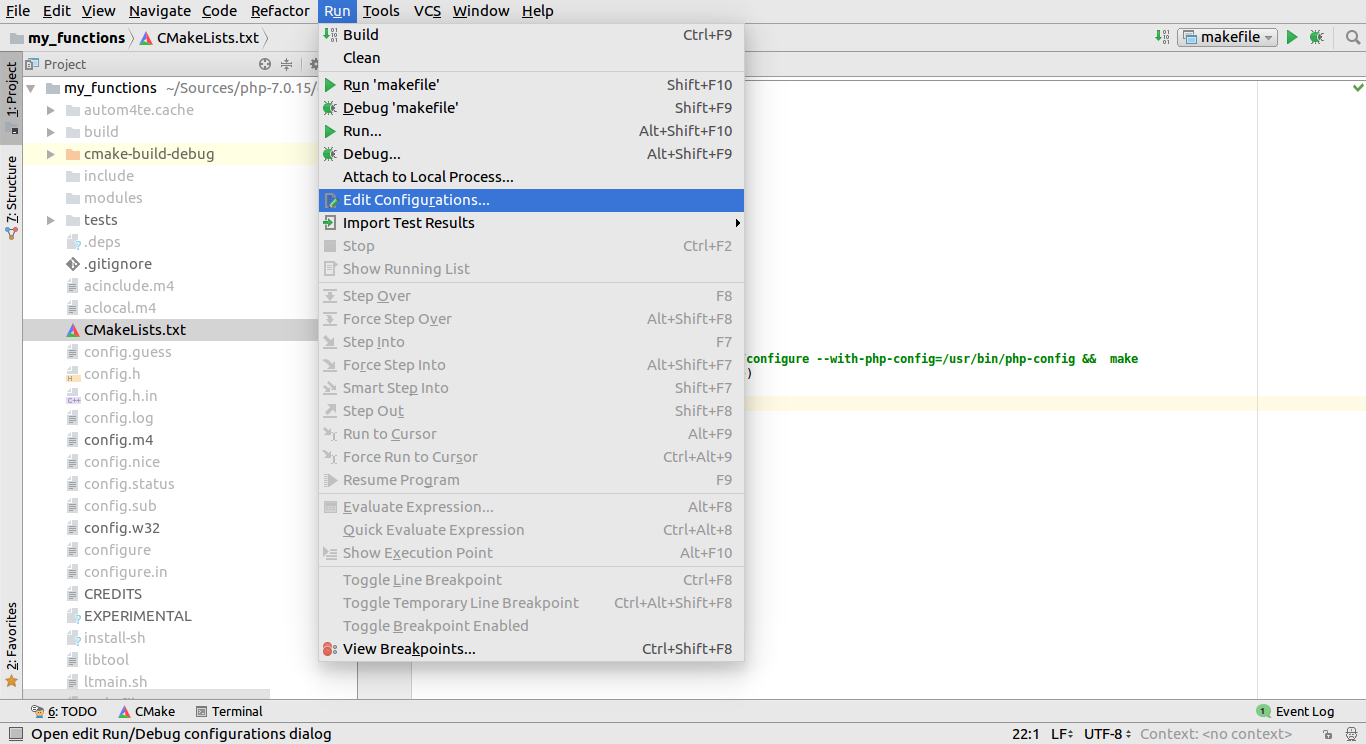 File Edit View Navigate Code Refactor Run Tools VCS Window Help
my_functions CMakeLists.txt makefile
1: Project
7: Structure
2: Favorites
Project
my_functions ~/Sources/php-7.0.15/
autom4te.cache
build
cmake-build-debug
include
modules
tests
.deps
.gitignore
acinclude.m4
aclocal.m4
CMakeLists.txt
config.guess
config.h
config.h.in
config.log
config.m4
config.nice
config.status
config.sub
config.w32
configure
configure.in
CREDITS
EXPERIMENTAL
install-sh
libtool
ltmain.sh
Build Ctrl+F9
Clean
Run 'makefile' Shift+F10
Debug 'makefile' Shift+F9
Run... Alt+Shift+F10
Debug... Alt+Shift+F9
Attach to Local Process...
Edit Configurations...
Import Test Results
Stop Ctrl+F2
Show Running List
Step Over F8
Force Step Over Alt+Shift+F8
Step Into F7
Force Step Into Alt+Shift+F7
Smart Step Into Shift+F7
Step Out Shift+F8
Run to Cursor Alt+F9
Force Run to Cursor Ctrl+Alt+9
Resume Program F9
Evaluate Expression... Alt+F8
Quick Evaluate Expression Ctrl+Alt+8
Show Execution Point Alt+F10
Toggle Line Breakpoint Ctrl+F8
Toggle Temporary Line Breakpoint Ctrl+Alt+Shift+F8
Toggle Breakpoint Enabled
View Breakpoints... Ctrl+Shift+F8
configure --with-php-config=/usr/bin/php-config && make
)
6: TODO CMake Terminal 1 Event Log
Open edit Run/Debug configurations dialog 22:1 LF UTF-8 Context: <no context>